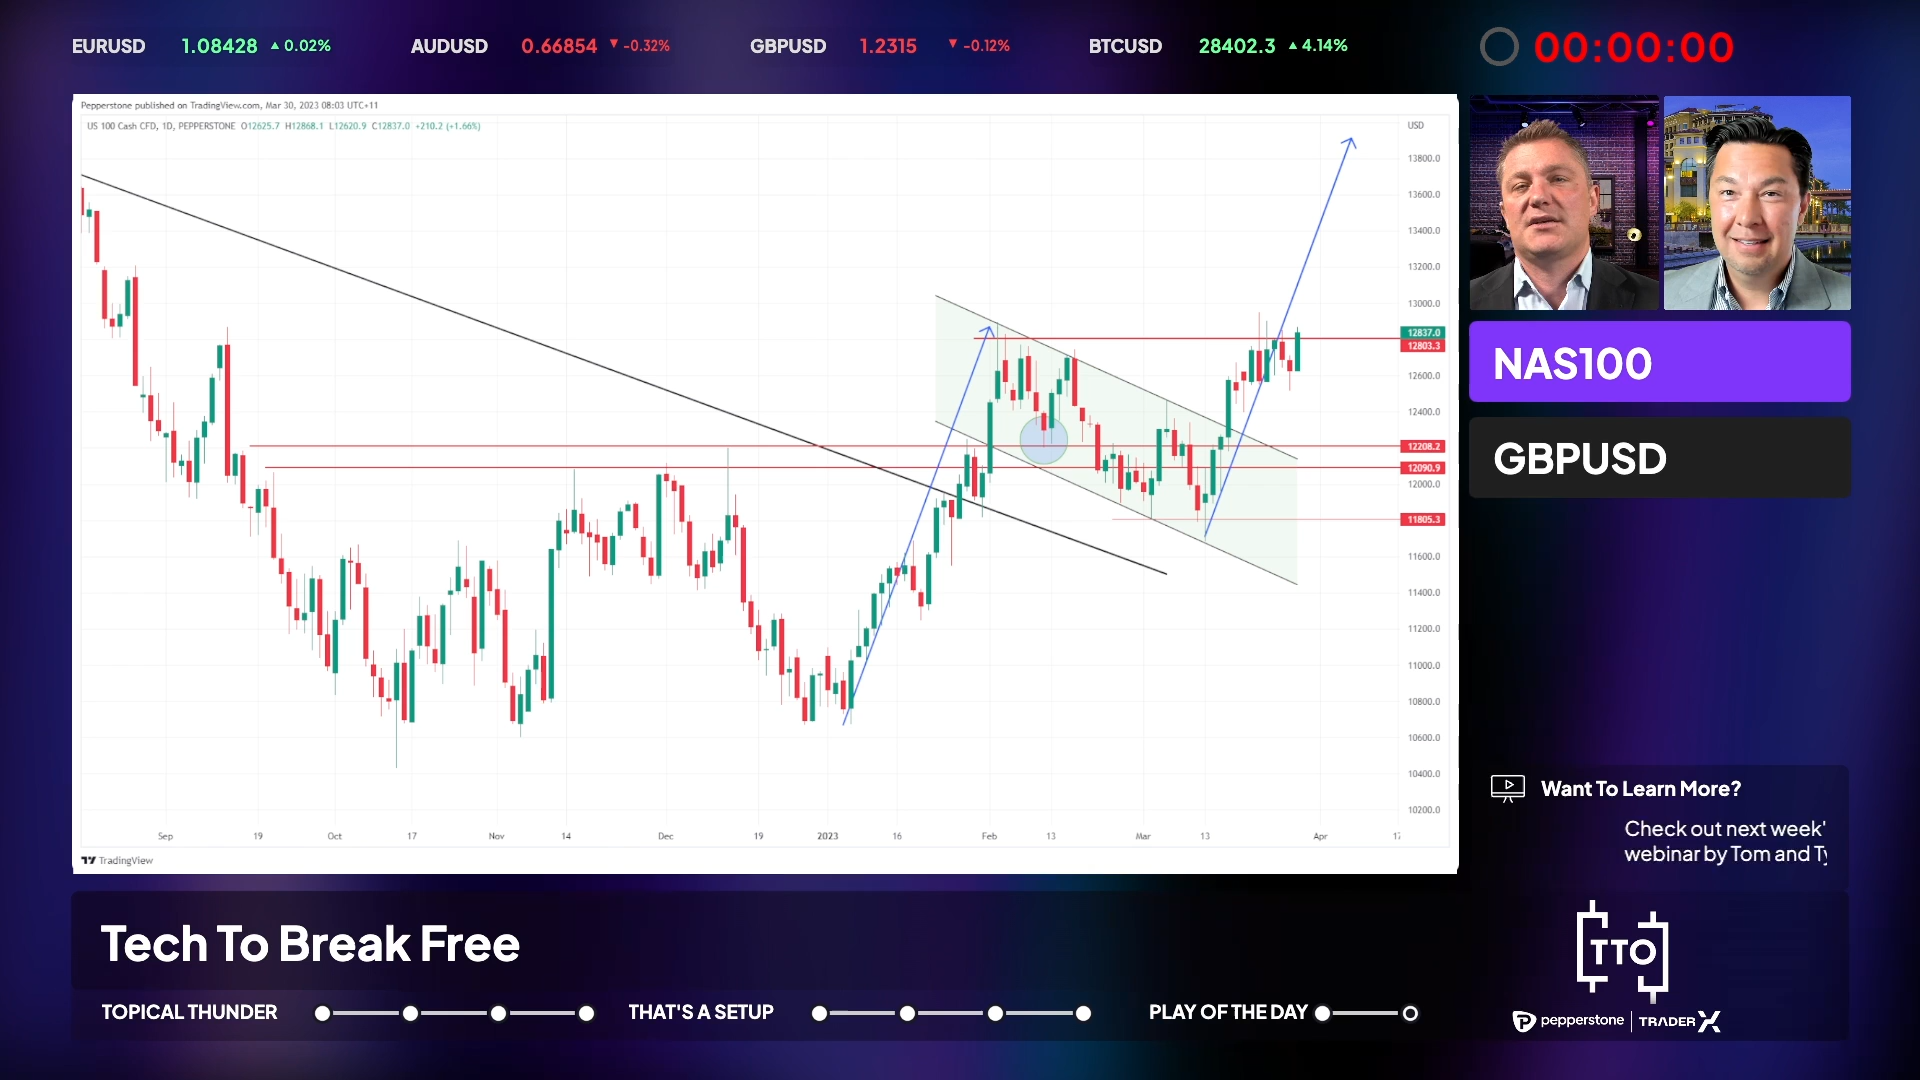 EURUSD 1.08428 ▲ 0.02% AUDUSD 0.66854 ▼ -0.32% GBPUSD 1.2315 ▼ -0.12% BTCUSD 28402.3 ▲ 4.14% 00:00:00
Pepperstone published on TradingView.com, Mar 30, 2023 08:03 UTC+11
US 100 Cash CFD, 1D, PEPPERSTONE O12625.7 H12868.1 L12620.9 C12837.0 +210.2 (+1.66%)
USD
13800.0
13600.0
13400.0
13200.0
13000.0
12837.0
12803.3
12600.0
12400.0
12208.2
12090.9
12000.0
11805.3
11600.0
11400.0
11200.0
11000.0
10800.0
10600.0
10400.0
10200.0
Sep 19 Oct 17 Nov 14 Dec 19 2023 16 Feb 13 Mar 13 Apr
TradingView
NAS100
GBPUSD
Want To Learn More?
Check out next week'
webinar by Tom and
Tech To Break Free
TOPICAL THUNDER THAT'S A SETUP PLAY OF THE DAY
TTO
pepperstone | TRADER X